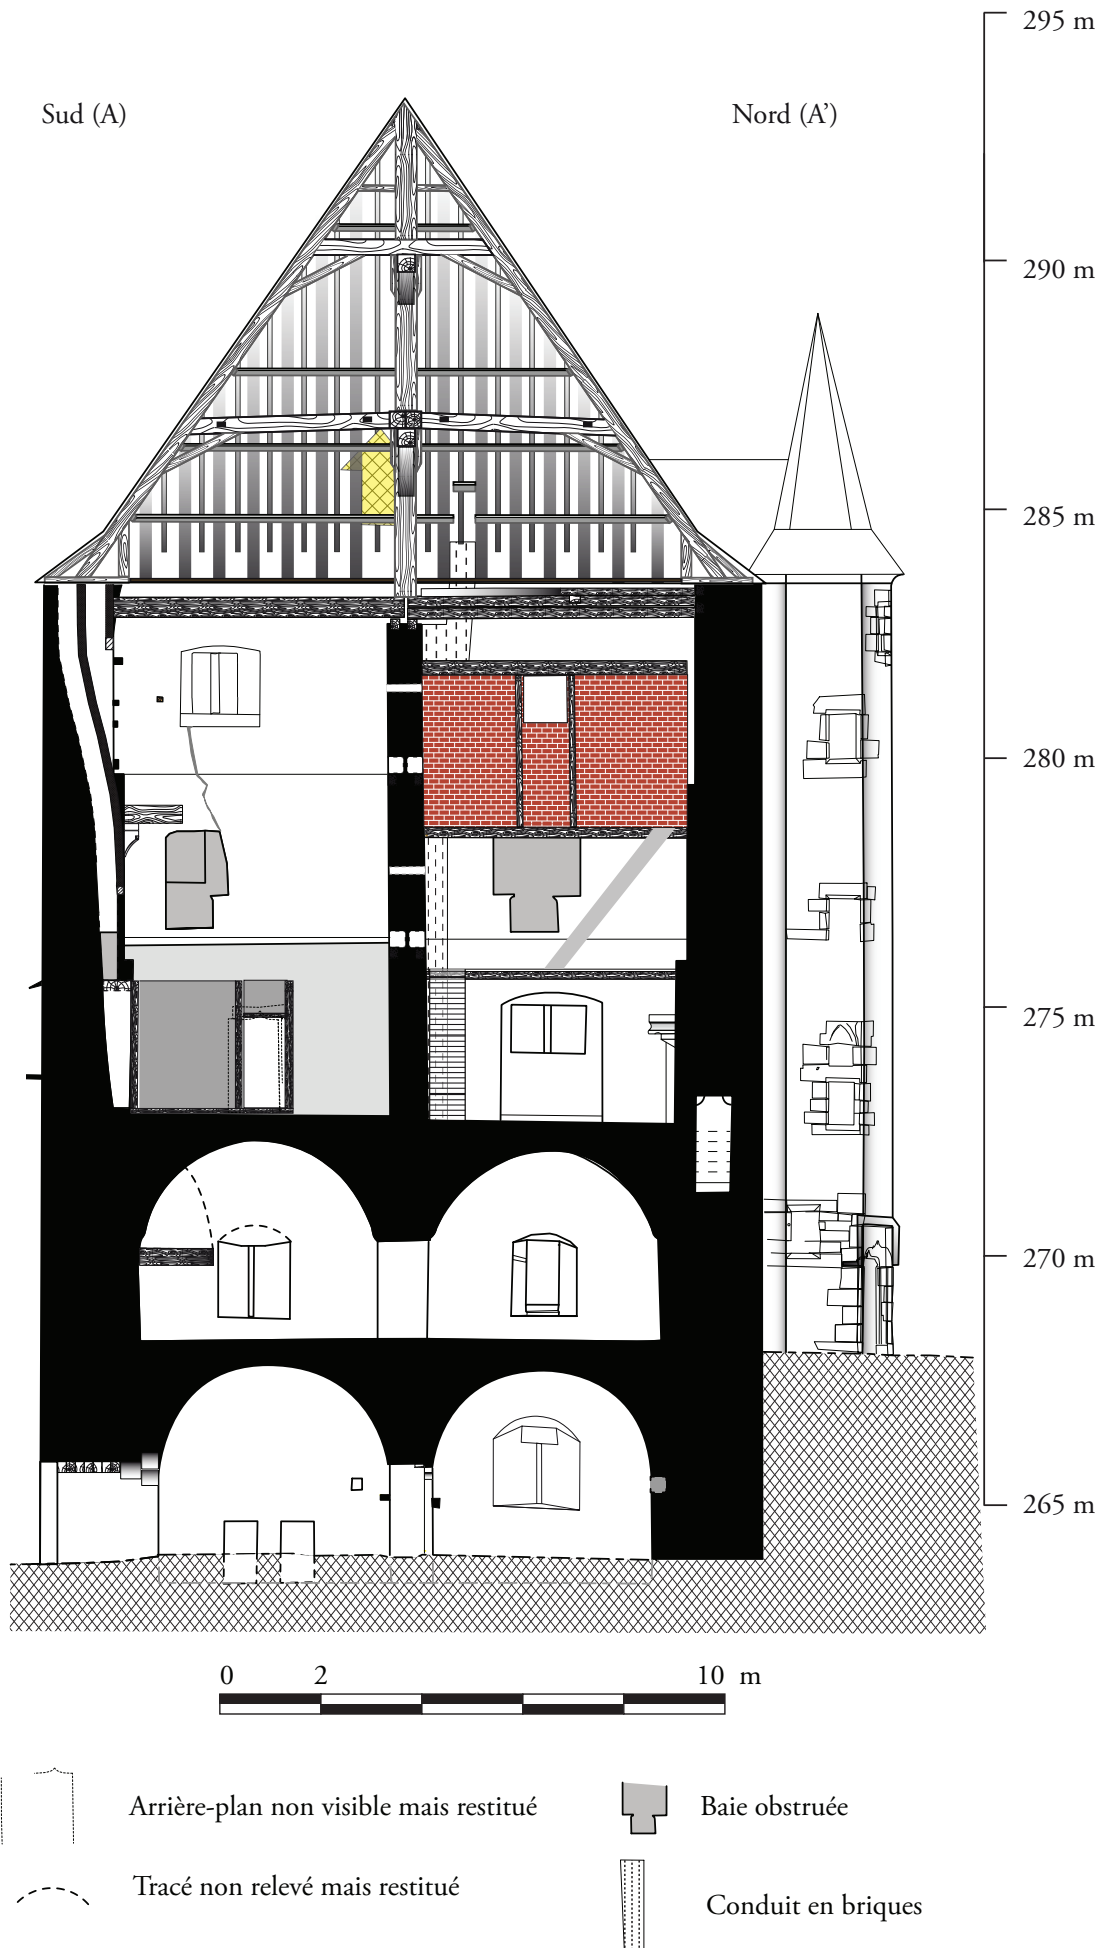 295 m
Sud (A)
Nord (A’)
290 m
285 m
280 m
275 m
270 m
265 m
0 2 10 m
Arrière-plan non visible mais restitué
Baie obstruée
Tracé non relevé mais restitué
Conduit en briques